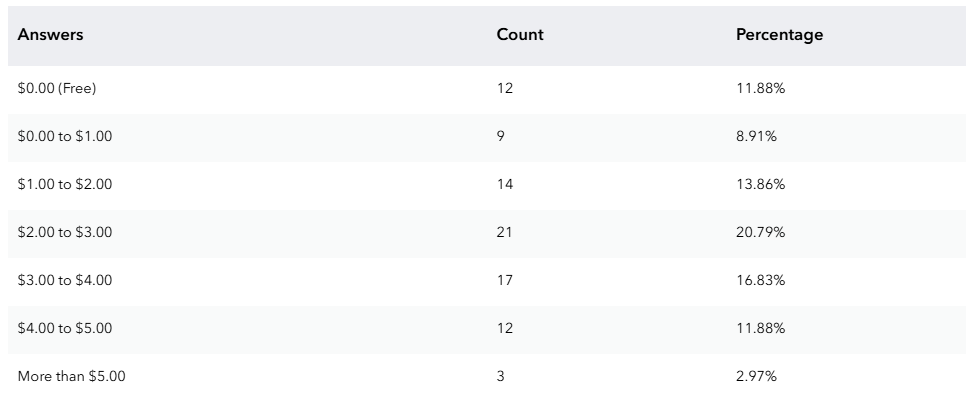 Answers Count Percentage
$0.00 (Free) 12 11.88%
$0.00 to $1.00 9 8.91%
$1.00 to $2.00 14 13.86%
$2.00 to $3.00 21 20.79%
$3.00 to $4.00 17 16.83%
$4.00 to $5.00 12 11.88%
More than $5.00 3 2.97%